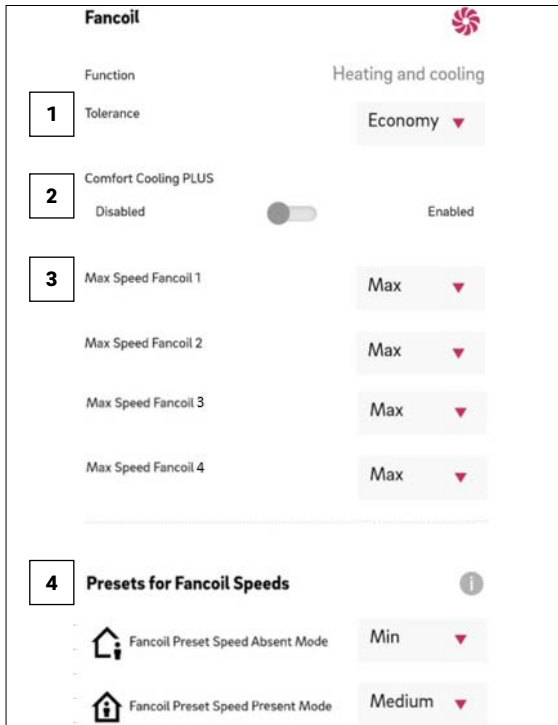 Fancoil
Function Heating and cooling
1 Tolerance Economy
Comfort Cooling PLUS
2
Disabled Enabled
3 Max Speed Fancoil 1 Max
Max Speed Fancoil 2 Max
Max Speed Fancoil 3 Max
Max Speed Fancoil 4 Max
4 Presets for Fancoil Speeds i
Fancoil Preset Speed Absent Mode Min
Fancoil Preset Speed Present Mode Medium